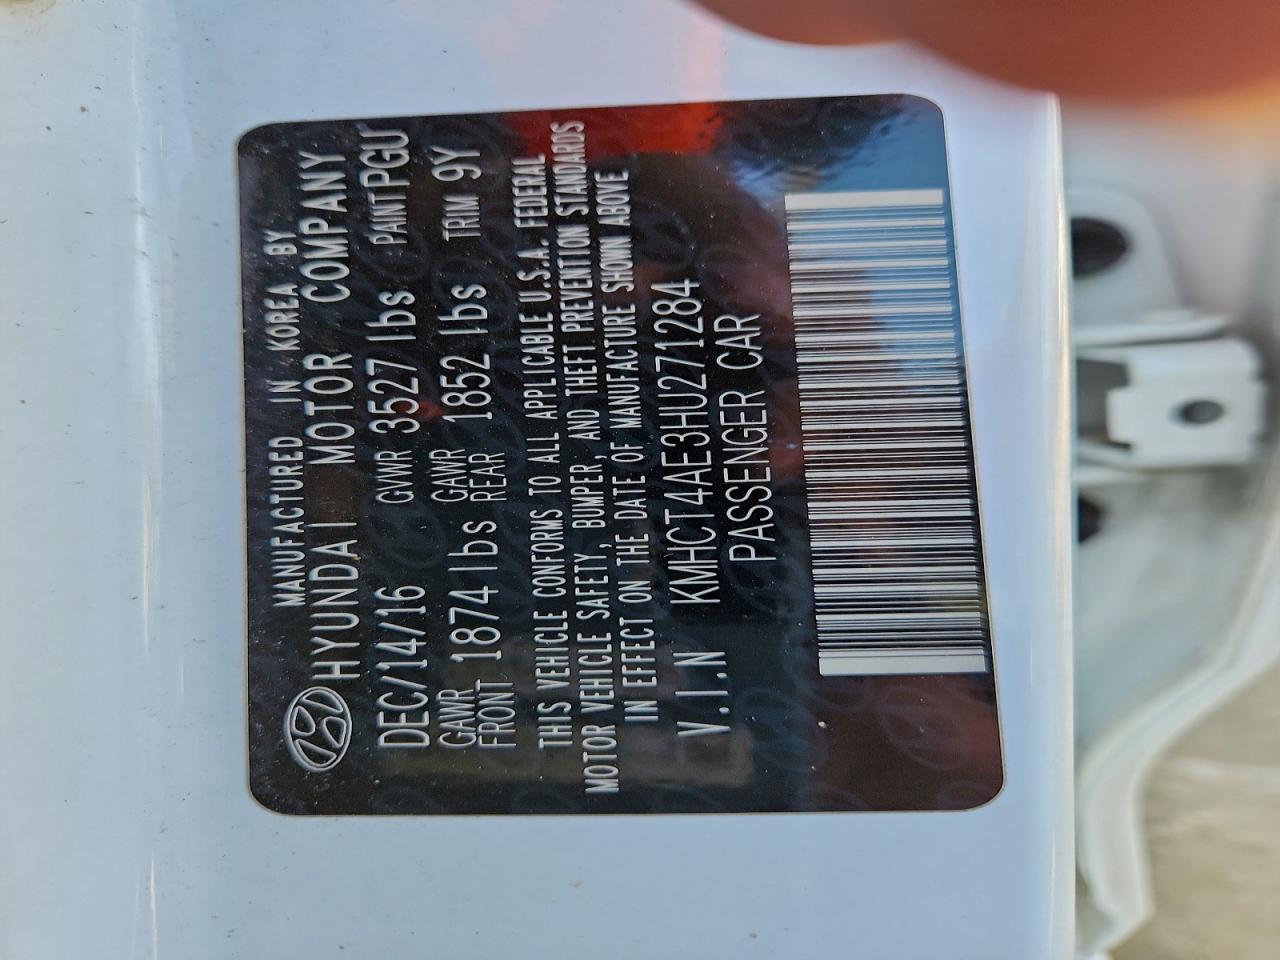 MANUFACTURED IN KOREA BY
HYUNDAI MOTOR COMPANY
DEC/14/16 GVWR 3527 lbs PAINT PGU
GAWR FRONT 1874 lbs GAWR REAR 1852 lbs TRIM 9Y
THIS VEHICLE CONFORMS TO ALL APPLICABLE U.S.A. FEDERAL
MOTOR VEHICLE SAFETY, BUMPER, AND THEFT PREVENTION STANDARDS
IN EFFECT ON THE DATE OF MANUFACTURE SHOWN ABOVE
V.I.N KMHCT4AE3HU271284
PASSENGER CAR